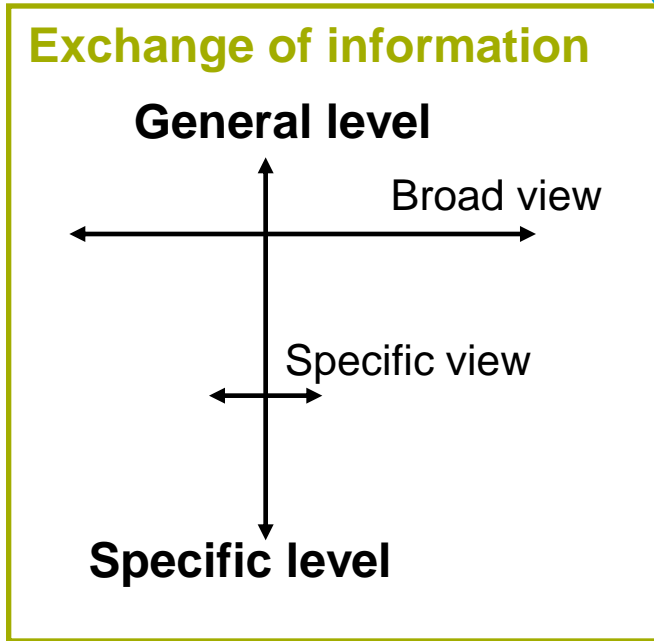 Exchange of information
General level
Broad view
Specific view
Specific level